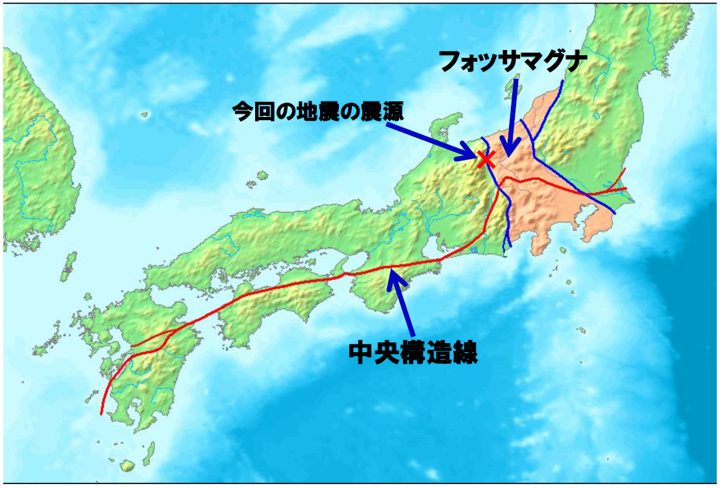 フォッサマグナ
今回の地震の震源
中央構造線